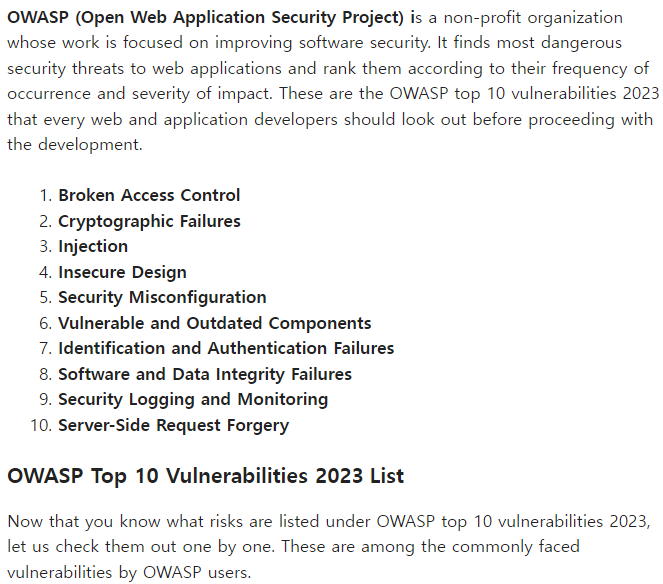 OWASP (Open Web Application Security Project) is a non-profit organization
whose work is focused on improving software security. It finds most dangerous
security threats to web applications and rank them according to their frequency of
occurrence and severity of impact. These are the OWASP top 10 vulnerabilities 2023
that every web and application developers should look out before proceeding with
the development.
1. Broken Access Control
2. Cryptographic Failures
3. Injection
4. Insecure Design
5. Security Misconfiguration
6. Vulnerable and Outdated Components
7. Identification and Authentication Failures
8. Software and Data Integrity Failures
9. Security Logging and Monitoring
10. Server-Side Request Forgery
OWASP Top 10 Vulnerabilities 2023 List
Now that you know what risks are listed under OWASP top 10 vulnerabilities 2023,
let us check them out one by one. These are among the commonly faced
vulnerabilities by OWASP users.